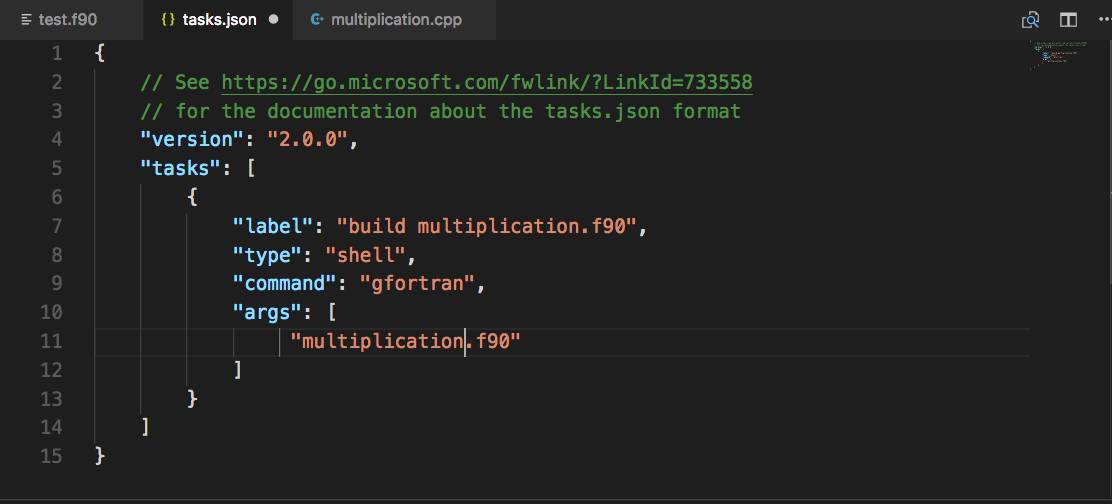 test.f90 {} tasks.json ● C++ multiplication.cpp
1 {
2 // See https://go.microsoft.com/fwlink/?LinkId=733558
3 // for the documentation about the tasks.json format
4 "version": "2.0.0",
5 "tasks": [
6 {
7 "label": "build multiplication.f90",
8 "type": "shell",
9 "command": "gfortran",
10 "args": [
11 "multiplication.f90"
12 ]
13 }
14 ]
15 }